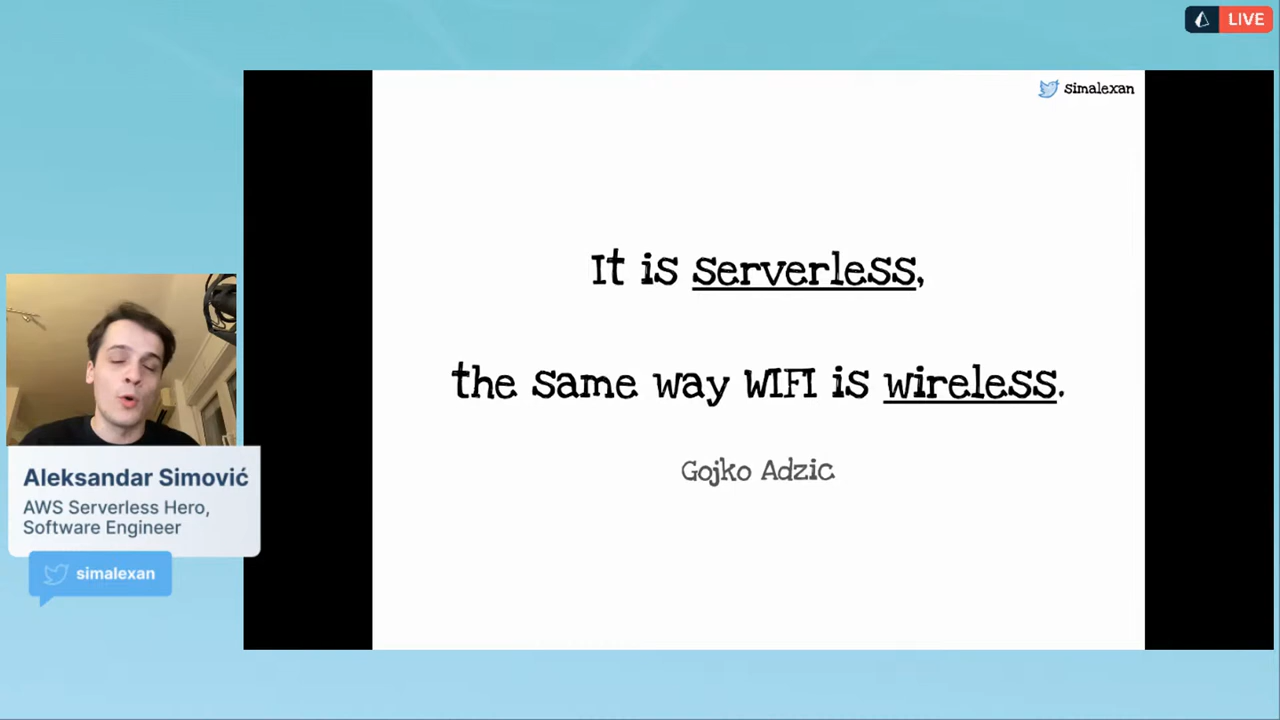 LIVE
simalexan
It is serverless,
the same way WIFI is wireless.
Gojko Adzic
Aleksandar Simović
AWS Serverless Hero,
Software Engineer
simalexan